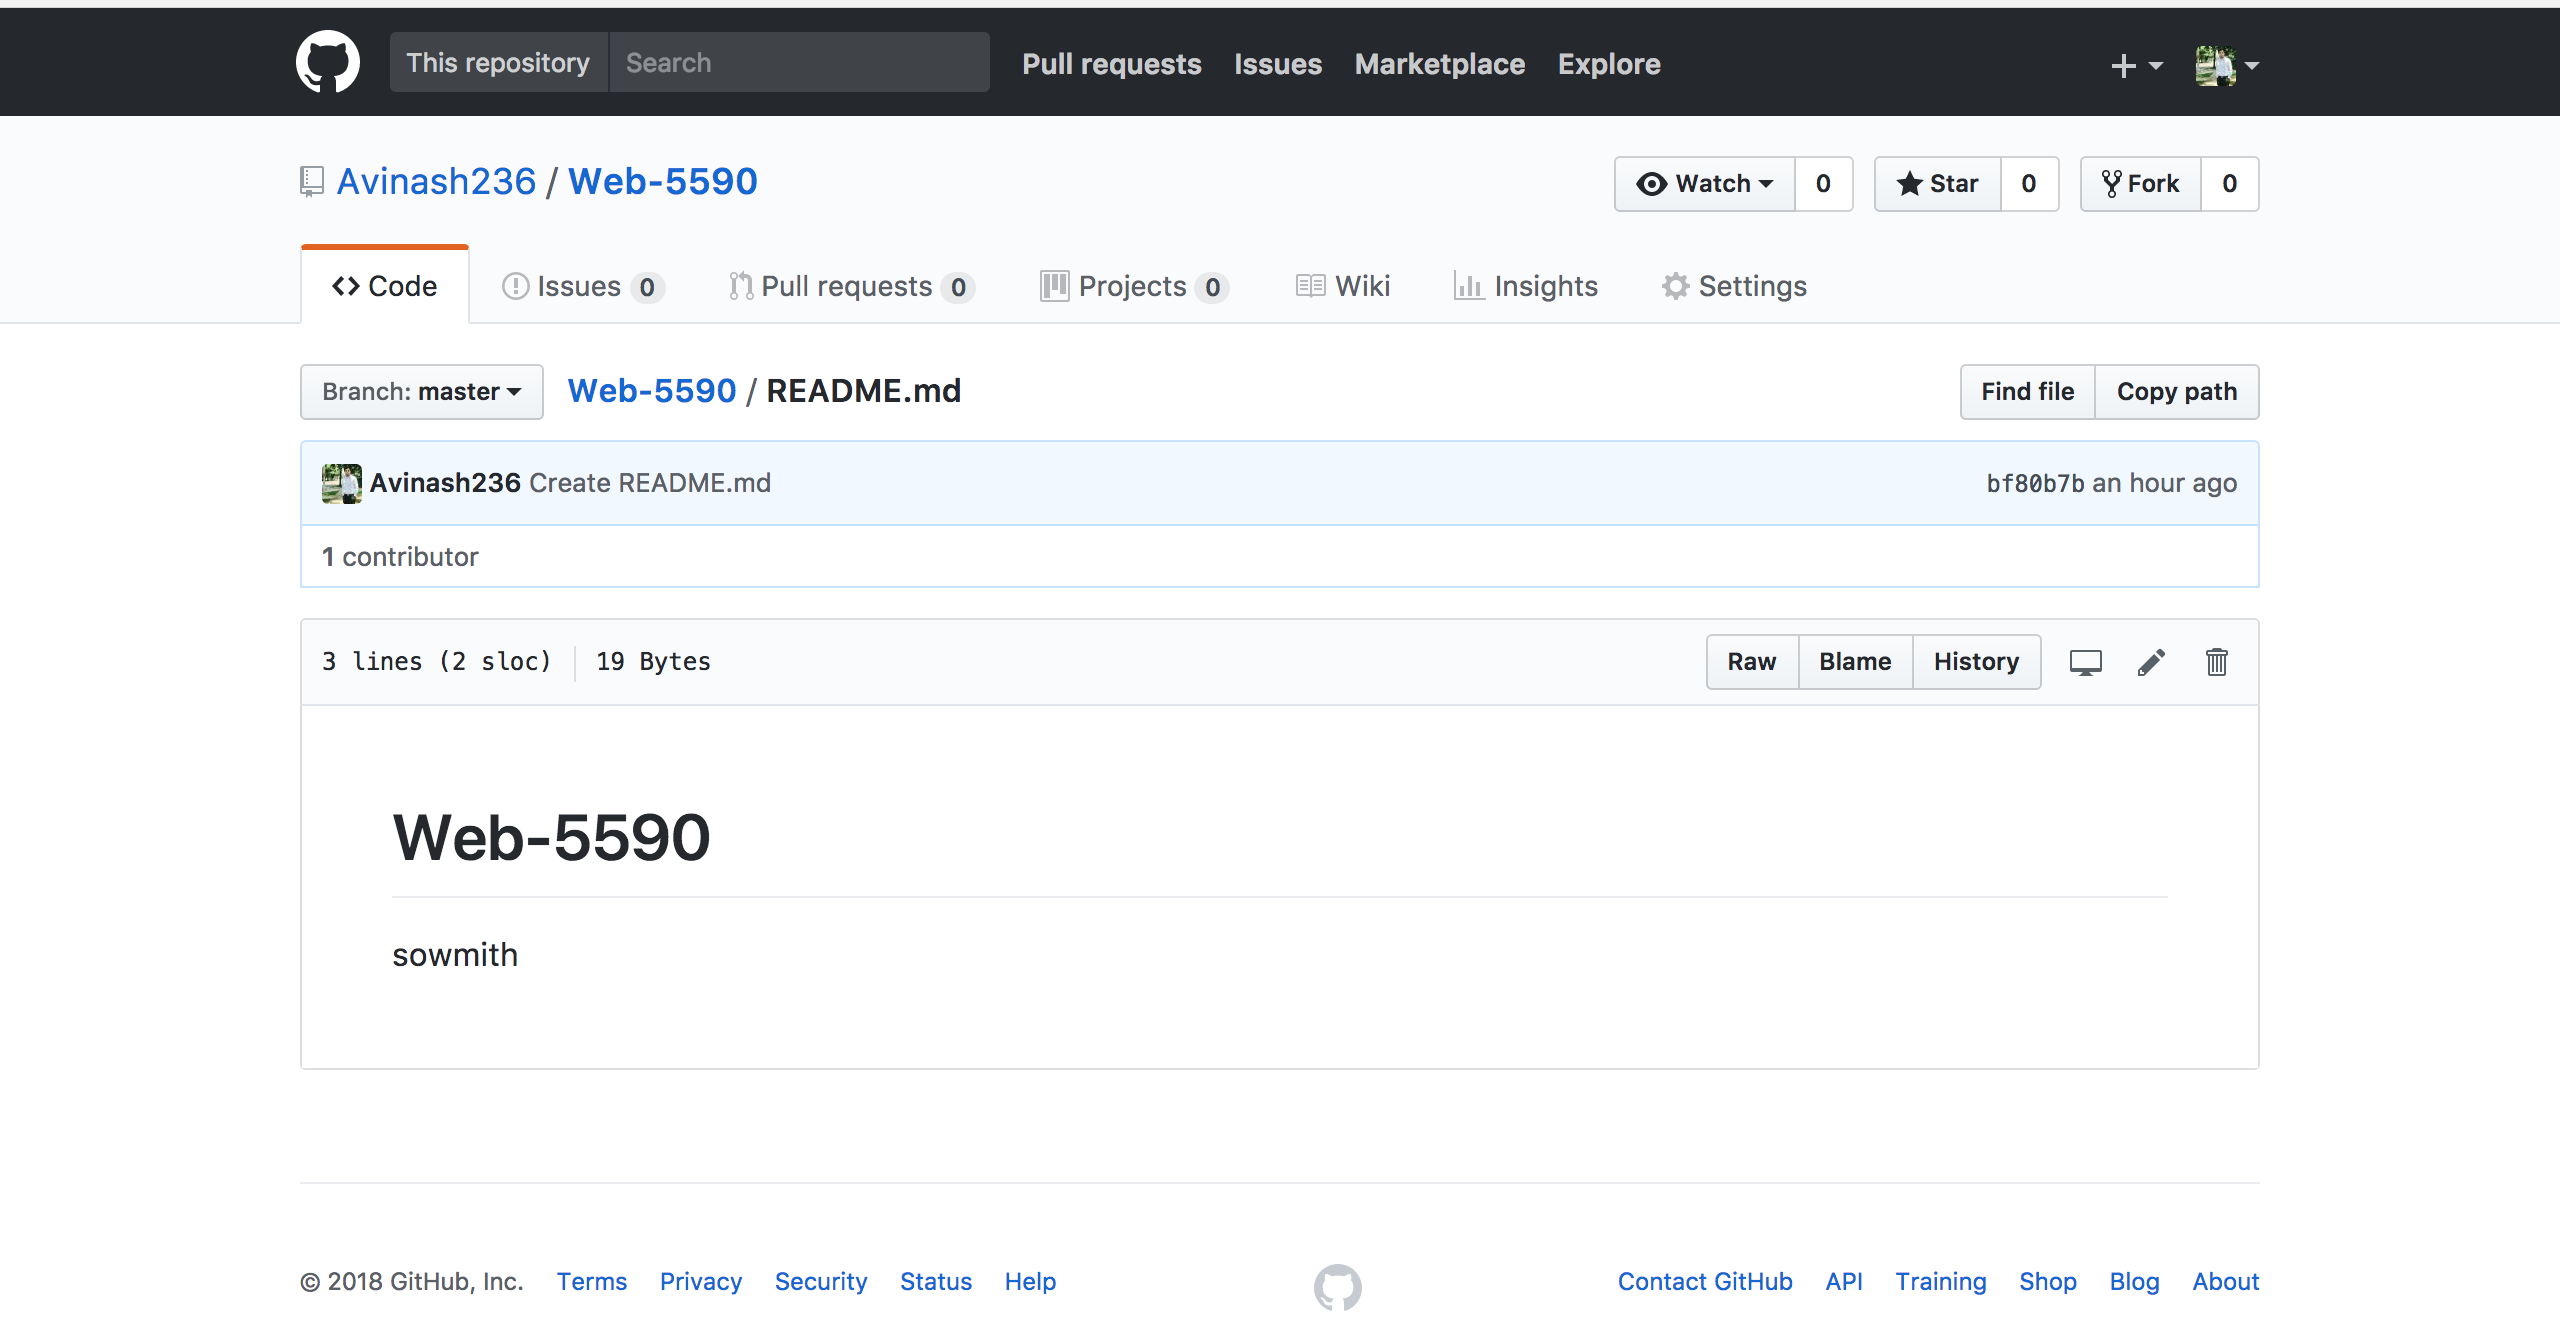 This repository Search Pull requests Issues Marketplace Explore
Avinash236 / Web-5590 Watch 0 Star 0 Fork 0
Code Issues 0 Pull requests 0 Projects 0 Wiki Insights Settings
Branch: master Web-5590 / README.md Find file Copy path
Avinash236 Create README.md bf80b7b an hour ago
1 contributor
3 lines (2 sloc) 19 Bytes Raw Blame History
Web-5590
sowmith
© 2018 GitHub, Inc. Terms Privacy Security Status Help Contact GitHub API Training Shop Blog About